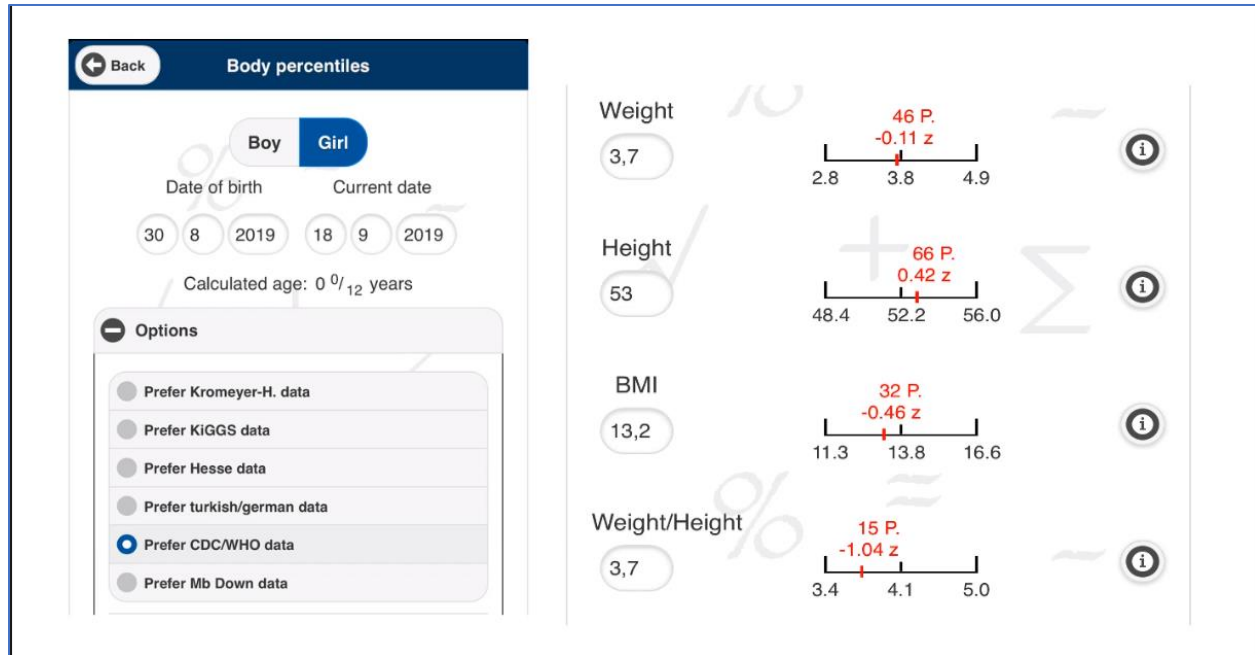 Back
Body percentiles
Boy Girl
Date of birth Current date
30 8 2019 18 9 2019
Calculated age: 0 0/12 years
Options
Prefer Kromeyer-H. data
Prefer KiGGS data
Prefer Hesse data
Prefer turkish/german data
Prefer CDC/WHO data
Prefer Mb Down data
Weight
3,7
46 P.
-0.11 z
2.8 3.8 4.9
i
Height
53
66 P.
0.42 z
48.4 52.2 56.0
i
BMI
13,2
32 P.
-0.46 z
11.3 13.8 16.6
i
Weight/Height
3,7
15 P.
-1.04 z
3.4 4.1 5.0
i